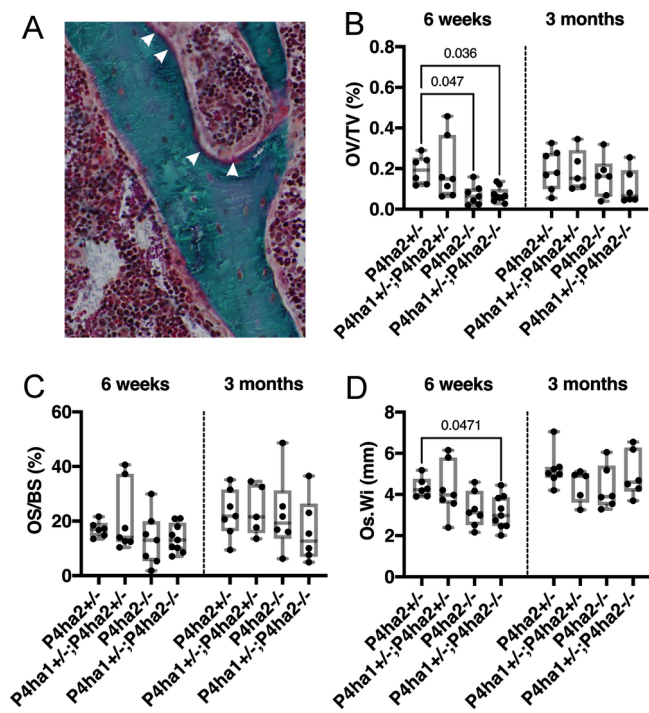 A
B
6 weeks
3 months
OV/TV (%)
0.8
0.6
0.4
0.2
0.0
0.036
0.047
P4ha2+/-
P4ha1+/-;P4ha2+/-
P4ha2-/-
P4ha1+/-;P4ha2-/-
P4ha2+/-
P4ha1+/-;P4ha2+/-
P4ha2-/-
P4ha1+/-;P4ha2-/-
C
6 weeks
3 months
OS/BS (%)
60
40
20
0
P4ha2+/-
P4ha1+/-;P4ha2+/-
P4ha2-/-
P4ha1+/-;P4ha2-/-
P4ha2+/-
P4ha1+/-;P4ha2+/-
P4ha2-/-
P4ha1+/-;P4ha2-/-
D
6 weeks
3 months
Os.Wi (mm)
8
6
4
2
0
0.0471
P4ha2+/-
P4ha1+/-;P4ha2+/-
P4ha2-/-
P4ha1+/-;P4ha2-/-
P4ha2+/-
P4ha1+/-;P4ha2+/-
P4ha2-/-
P4ha1+/-;P4ha2-/-